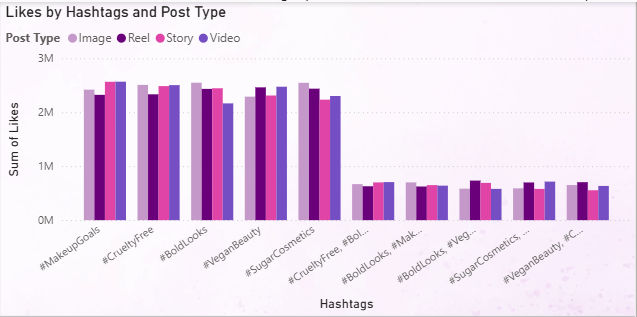 Likes by Hashtags and Post Type
Post Type Image Reel Story Video
3M
2M
1M
0M
Sum of Likes
#MakeupGoals
#CrueltyFree
#BoldLooks
#VeganBeauty
#SugarCosmetics
#CrueltyFree, #Bol...
#BoldLooks, #Mak...
#BoldLooks, #Veg...
#SugarCosmetics, ...
#VeganBeauty, #C...
Hashtags